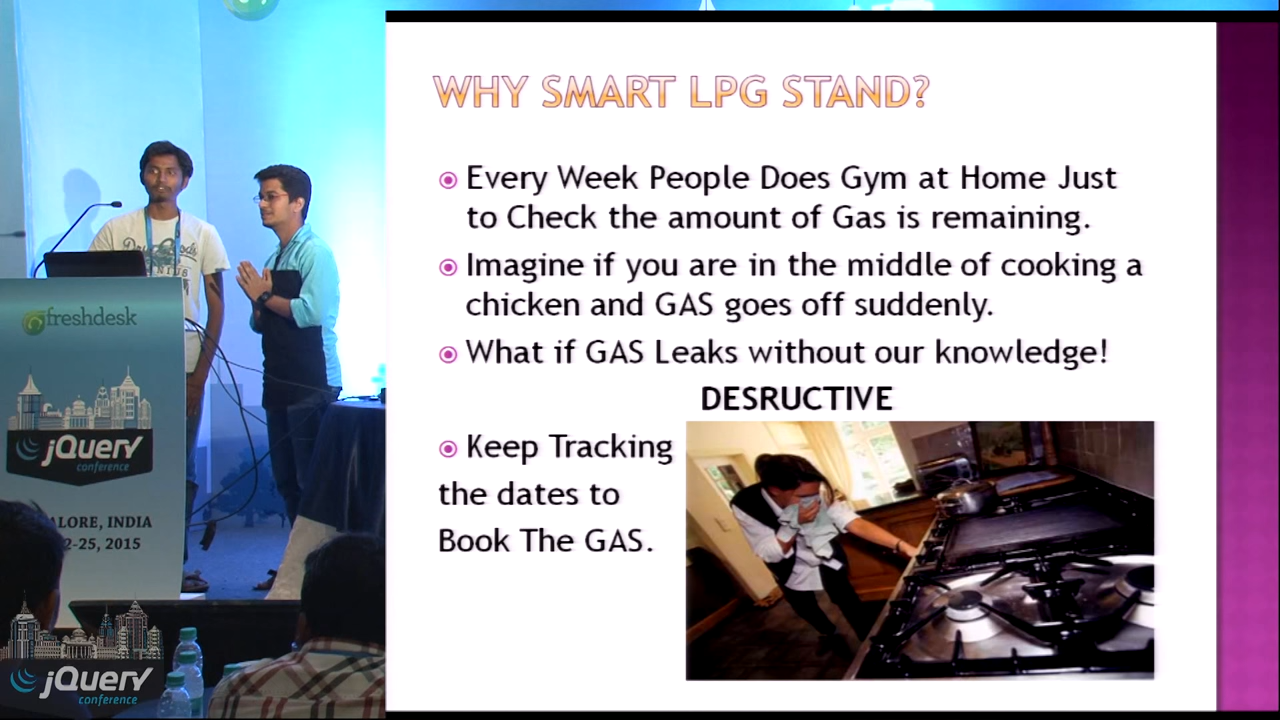 WHY SMART LPG STAND?
Every Week People Does Gym at Home Just
to Check the amount of Gas is remaining.
Imagine if you are in the middle of cooking a
chicken and GAS goes off suddenly.
What if GAS Leaks without our knowledge!
DESRUCTIVE
Keep Tracking
the dates to
Book The GAS.
freshdesk
jQuery
conference
ALORE, INDIA
2-25, 2015
jQuery
conference